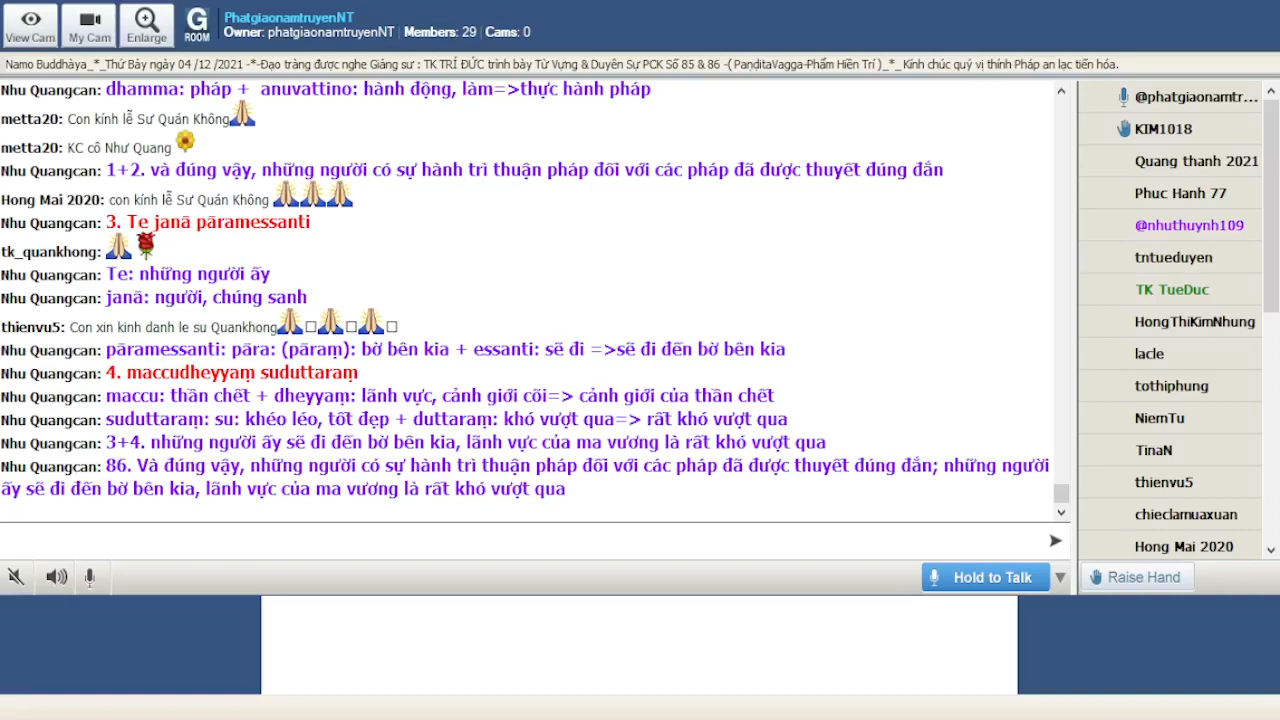 PhatgiaonamtruyenNT
Owner: phatgiaonamtruyenNT | Members: 29 | Cams: 0
View Cam
My Cam
Enlarge
G
ROOM
Namo Buddhàya_*_Thứ Bảy ngày 04 /12 /2021 -*-Đạo tràng được nghe Giảng sư : TK TRÍ ĐỨC trình bày Từ Vựng & Duyên Sự PCK Số 85 & 86 -( PaṇḍitaVagga-Phẩm Hiền Trí )_*_ Kính chúc quý vị thính Pháp an lạc tiến hóa.
Nhu Quangcan: dhamma: pháp + anuvattino: hành động, làm=>thực hành pháp
metta20: Con kính lễ Sư Quán Không
metta20: KC cô Như Quang
Nhu Quangcan: 1+2. và đúng vậy, những người có sự hành trì thuận pháp đối với các pháp đã được thuyết đúng đắn
Hong Mai 2020: con kính lễ Sư Quán Không
Nhu Quangcan: 3. Te janā pāramessanti
tk_quankhong:
Nhu Quangcan: Te: những người ấy
Nhu Quangcan: janā: người, chúng sanh
thienvu5: Con xin kinh danh le su Quankhong
Nhu Quangcan: pāramessanti: pāra: (pāraṃ): bờ bên kia + essanti: sẽ đi =>sẽ đi đến bờ bên kia
Nhu Quangcan: 4. maccudheyyaṃ suduttaraṃ
Nhu Quangcan: maccu: thần chết + dheyyaṃ: lãnh vực, cảnh giới cõi=> cảnh giới của thần chết
Nhu Quangcan: suduttaraṃ: su: khéo léo, tốt đẹp + duttaraṃ: khó vượt qua=> rất khó vượt qua
Nhu Quangcan: 3+4. những người ấy sẽ đi đến bờ bên kia, lãnh vực của ma vương là rất khó vượt qua
Nhu Quangcan: 86. Và đúng vậy, những người có sự hành trì thuận pháp đối với các pháp đã được thuyết đúng đắn; những người
ấy sẽ đi đến bờ bên kia, lãnh vực của ma vương là rất khó vượt qua
@phatgiaonamtr...
KIM1018
Quang thanh 2021
Phuc Hanh 77
@nhuthuynh109
tntueduyen
TK TueDuc
HongThiKimNhung
lacle
tothiphung
NiemTu
TinaN
thienvu5
chieclamuaxuan
Hong Mai 2020
Hold to Talk
Raise Hand